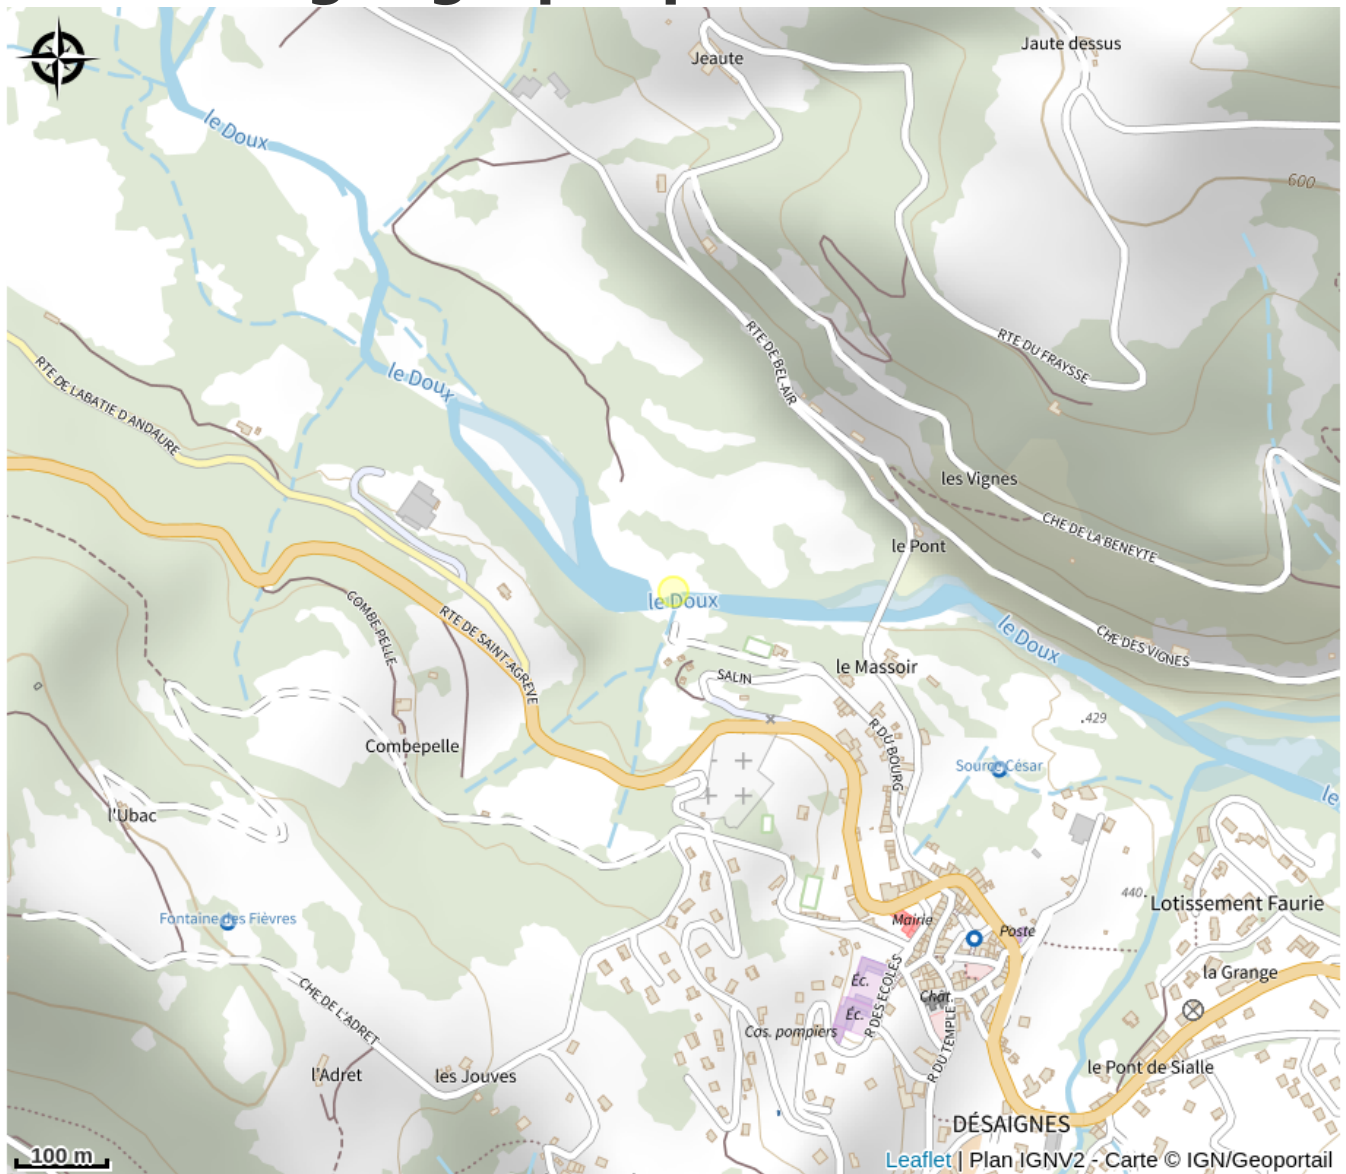 Jaute dessus
Jeaute
le Doux
600
RTE DE BEL-AIR
RTE DU FRAYSSE
RTE DE LABATIE D ANDAURE
le Doux
les Vignes
CHE DE LA BENEYTE
le Pont
le Doux
COMBE-PELLE
RTE DE SAINT-AGREVE
le Doux
CHE DES VIGNES
le Massoir
SALIN
.429
R DU BOURG
Combepelle
Source César
le
l'Ubac
440.
Lotissement Faurie
Fontaine des Fièvres
Mairie
Poste
la Grange
Éc.
CHE DE L'ADRET
Chât.
Éc.
R DES ECOLES
Cas. pompiers
R DU TEMPLE
l'Adret
les Jouves
le Pont de Sialle
DÉSAIGNES
100 m
Leaflet | Plan IGNV2 - Carte © IGN/Geoportail